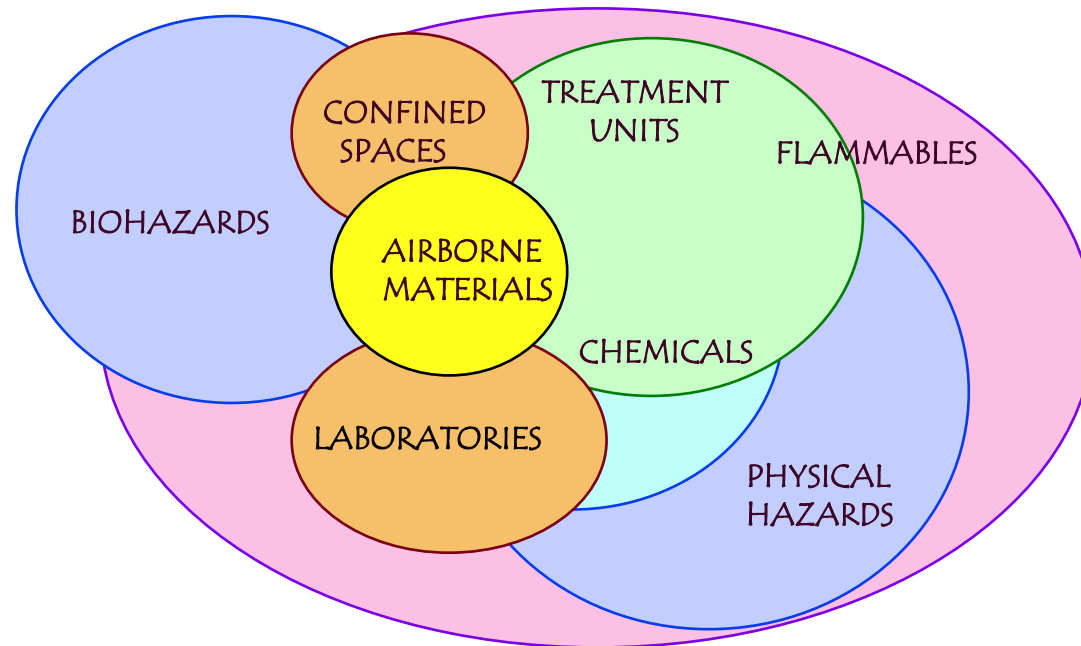 CONFINED
SPACES
TREATMENT
UNITS
FLAMMABLES
BIOHAZARDS
AIRBORNE
MATERIALS
CHEMICALS
LABORATORIES
PHYSICAL
HAZARDS